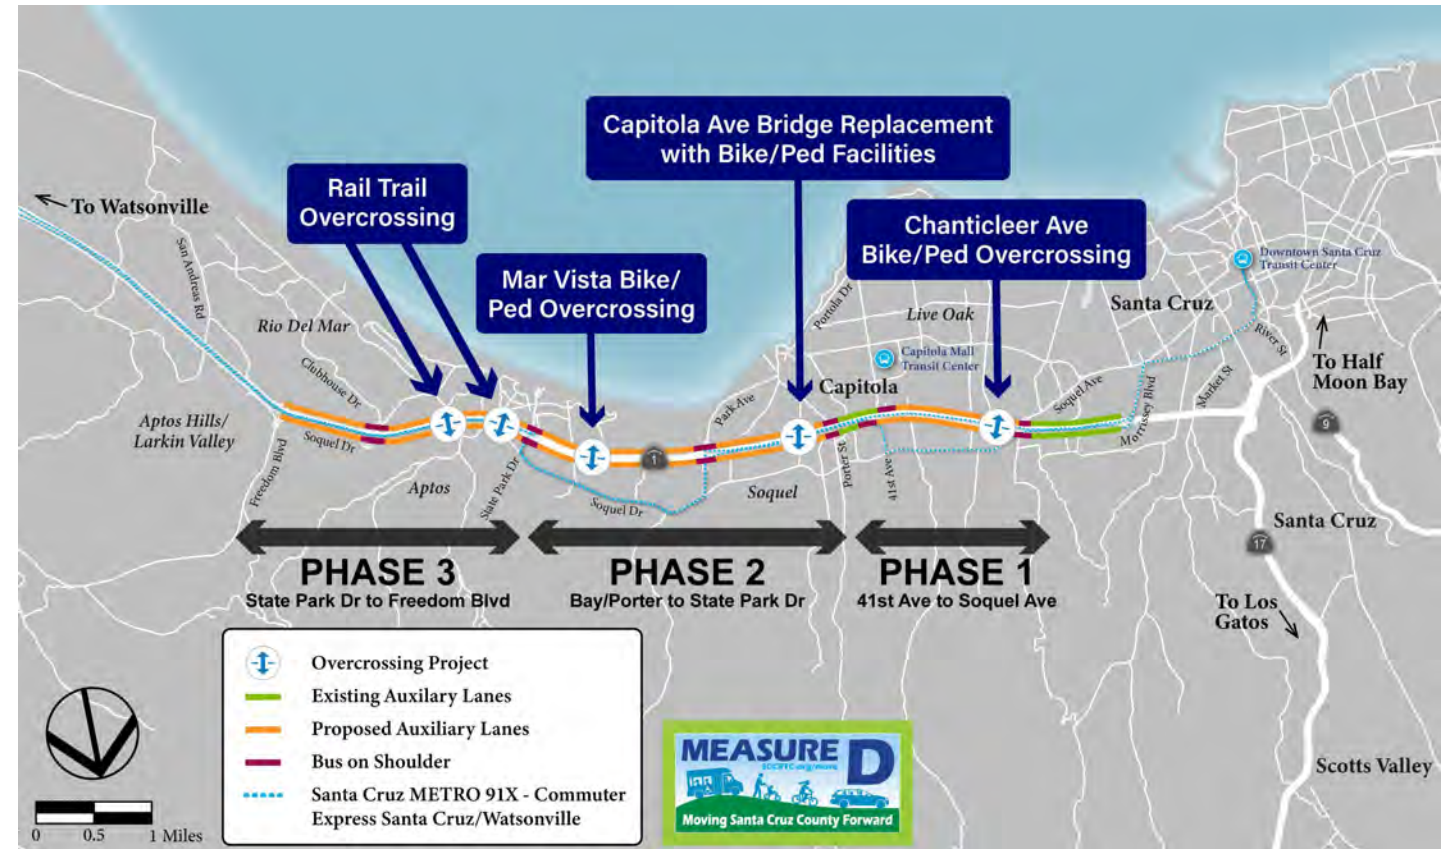 Capitola Ave Bridge Replacement
with Bike/Ped Facilities
Rail Trail
Overcrossing
Chanticleer Ave
Bike/Ped Overcrossing
Mar Vista Bike/
Ped Overcrossing
To Watsonville
San Andreas Rd
Rio Del Mar
Clubhouse Dr
Aptos Hills/
Larkin Valley
Soquel Dr
Freedom Blvd
Aptos
State Park Dr
Soquel Dr
1
Park Ave
Soquel
Portola Dr
Live Oak
Capitola Mall
Transit Center
Capitola
Porter St
41st Ave
Soquel Ave
Morrissey Blvd
Market St
Santa Cruz
Downtown Santa Cruz
Transit Center
River St
To Half
Moon Bay
9
Santa Cruz
17
To Los
Gatos
Scotts Valley
PHASE 3
State Park Dr to Freedom Blvd
PHASE 2
Bay/Porter to State Park Dr
PHASE 1
41st Ave to Soquel Ave
Overcrossing Project
Existing Auxilary Lanes
Proposed Auxiliary Lanes
Bus on Shoulder
Santa Cruz METRO 91X - Commuter
Express Santa Cruz/Watsonville
0 0.5 1 Miles
MEASURE D
Moving Santa Cruz County Forward